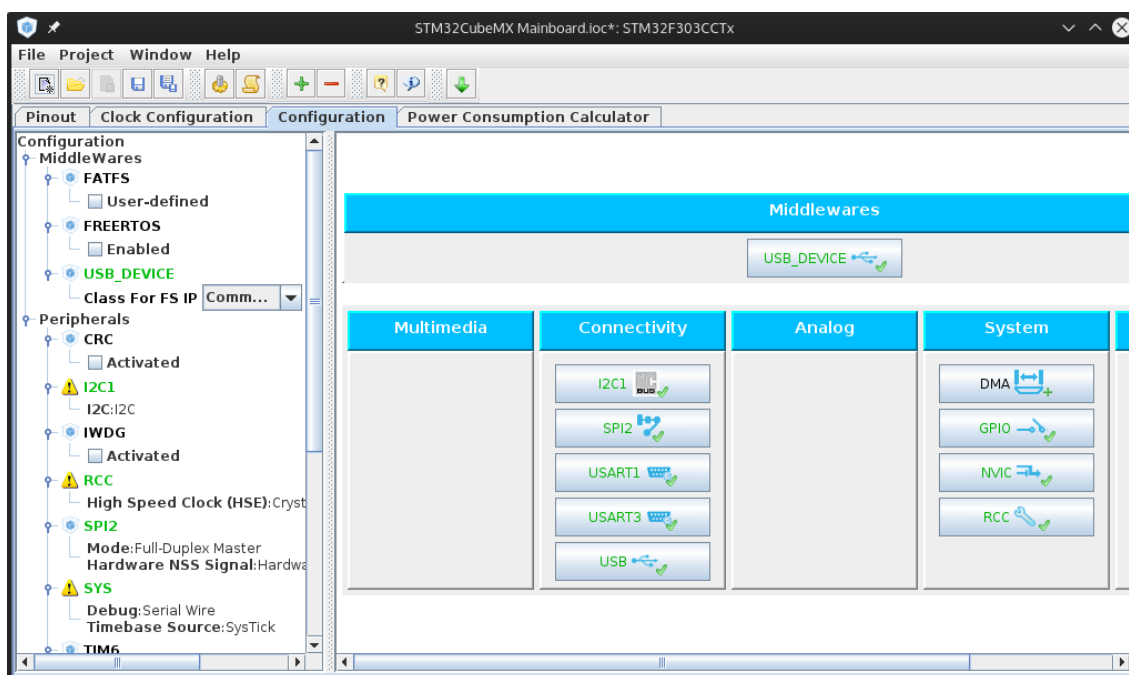 STM32CubeMX Mainboard.ioc*: STM32F303CCTx
File Project Window Help
Pinout Clock Configuration Configuration Power Consumption Calculator
Configuration
MiddleWares
FATFS
User-defined
FREERTOS
Enabled
USB_DEVICE
Class For FS IP Comm...
Peripherals
CRC
Activated
I2C1
I2C:I2C
IWDG
Activated
RCC
High Speed Clock (HSE):Cryst
SPI2
Mode:Full-Duplex Master
Hardware NSS Signal:Hardwa
SYS
Debug:Serial Wire
Timebase Source:SysTick
TIM6
Middlewares
USB_DEVICE
Multimedia Connectivity Analog System
I2C1 BUS DMA
SPI2 GPIO
USART1 NVIC
USART3 RCC
USB